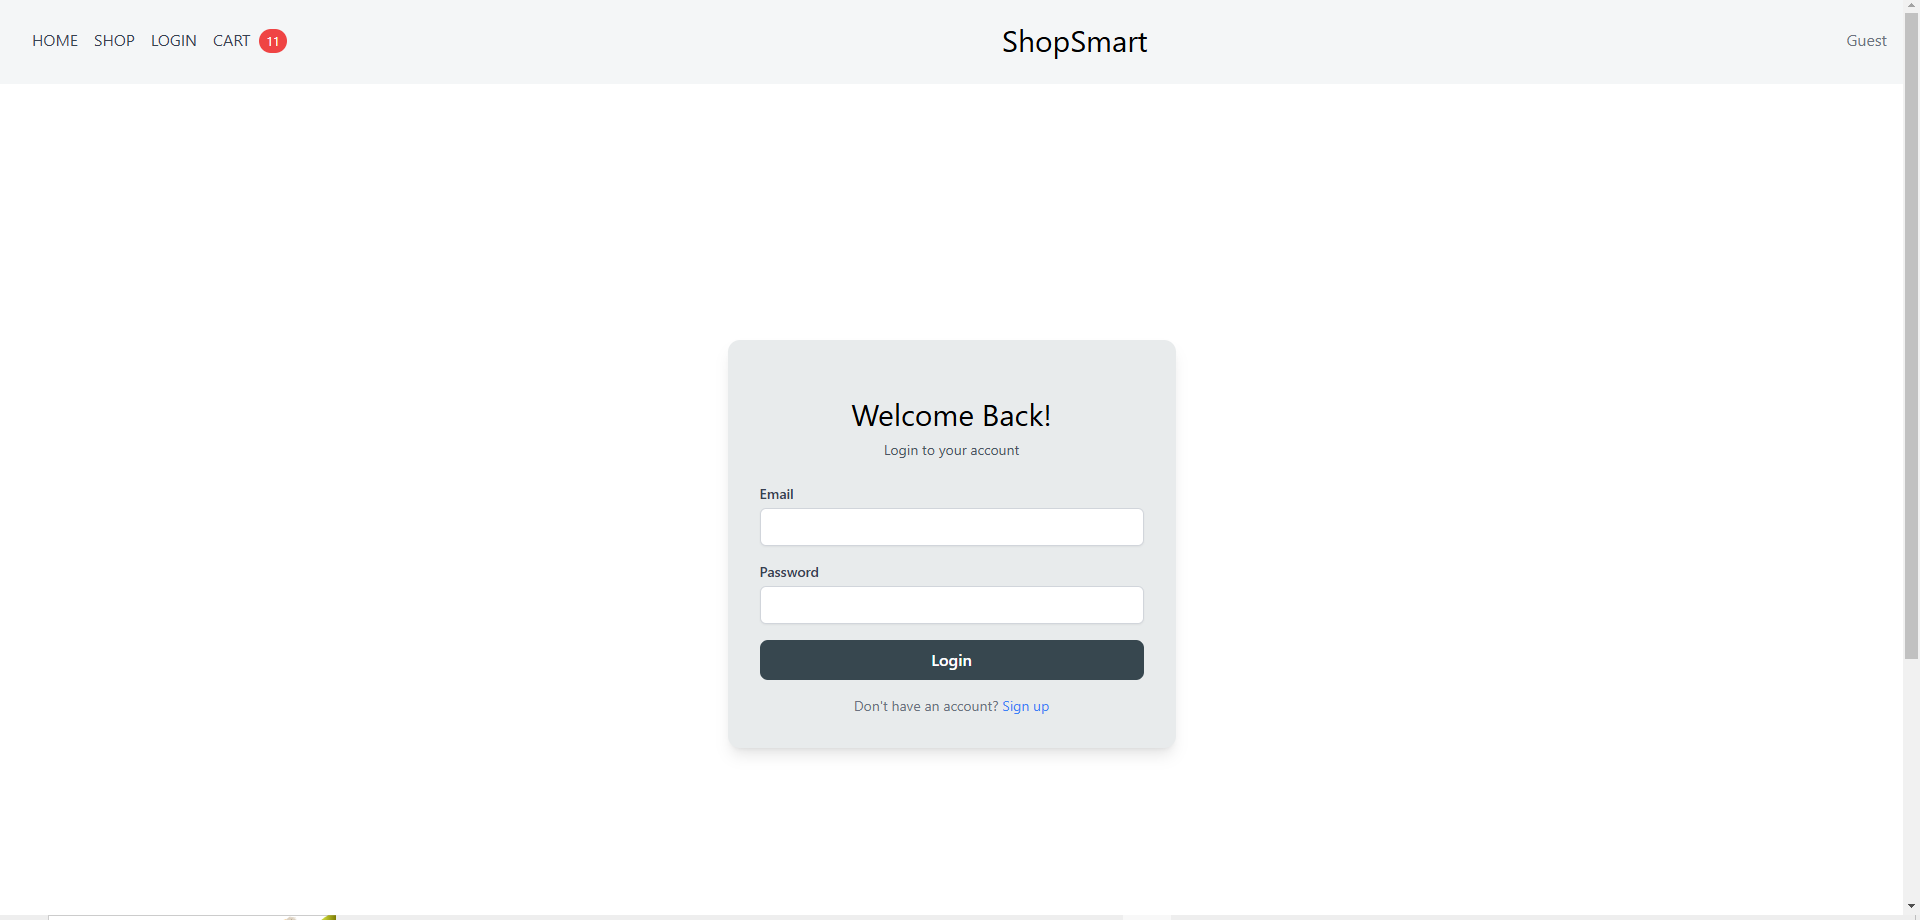 HOME SHOP LOGIN CART 11 ShopSmart Guest
Welcome Back!
Login to your account
Email
Password
Login
Don't have an account? Sign up